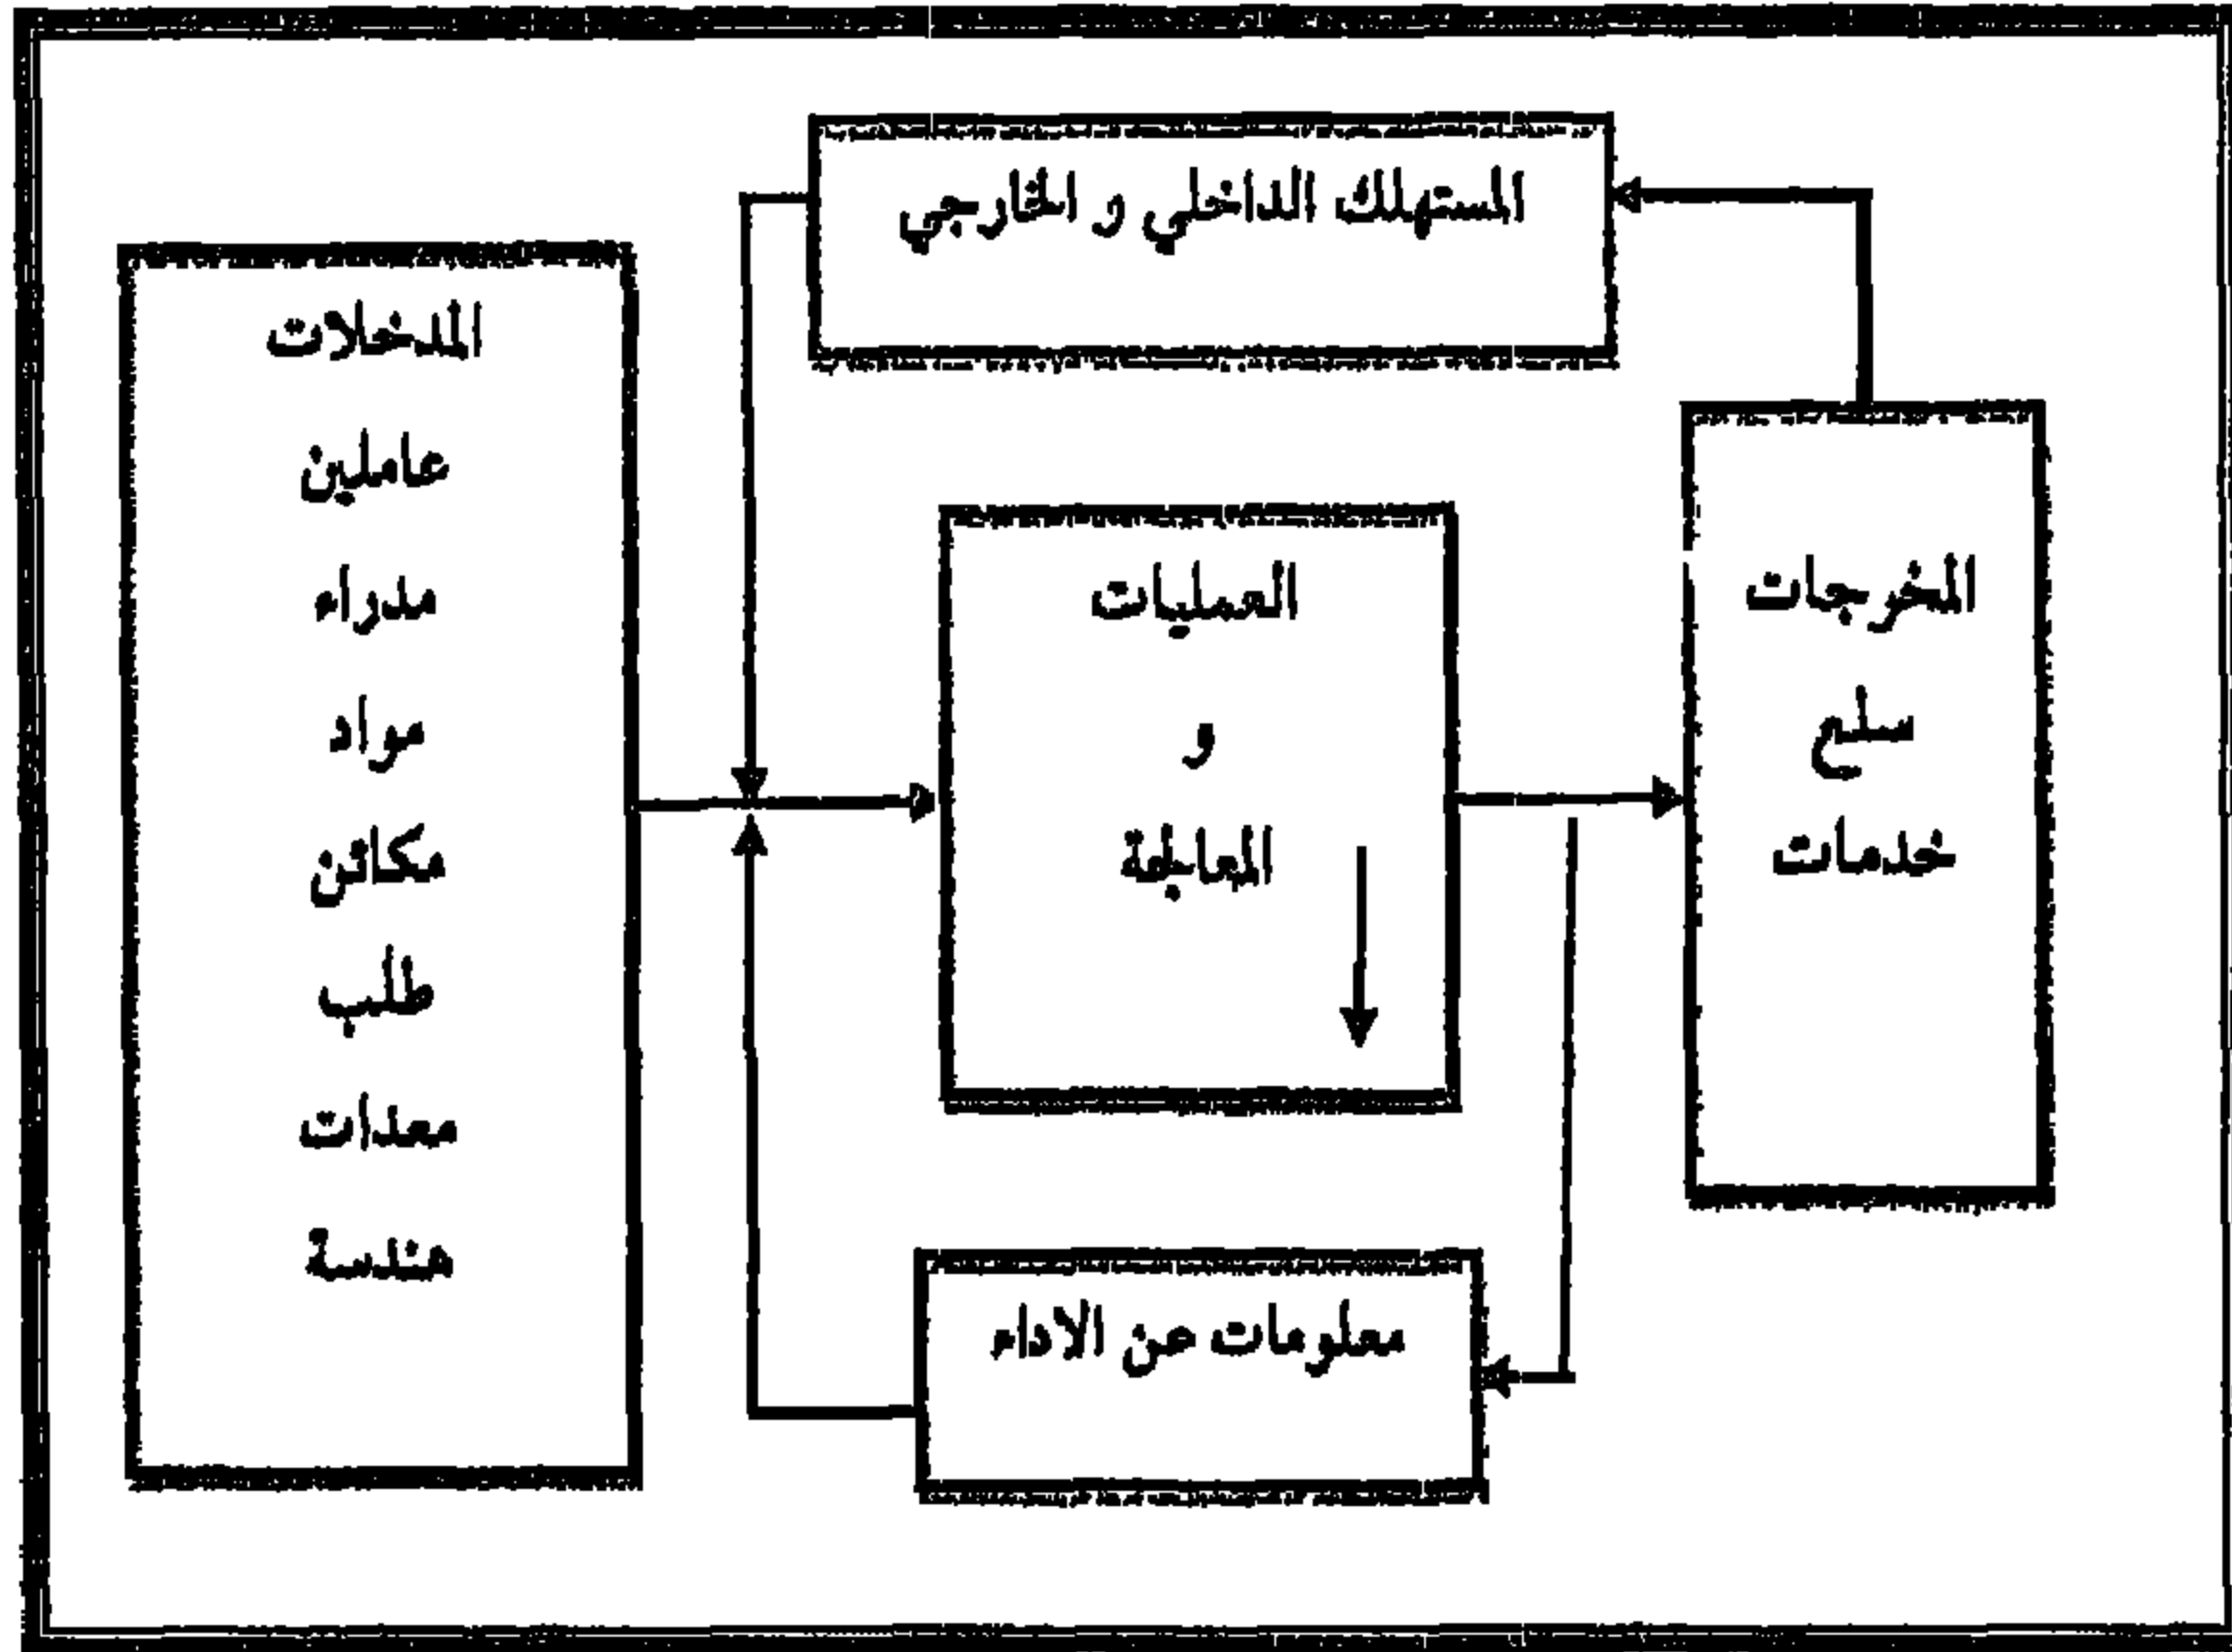 المستهلك الداخلي و الخارجي
المدخلات
عاملين
مدراء
مواد
مكائن
طلب
معدات
هندسة
العمليات
و
المعالجة
المخرجات
سلع
خدمات
معلومات عن الاداء